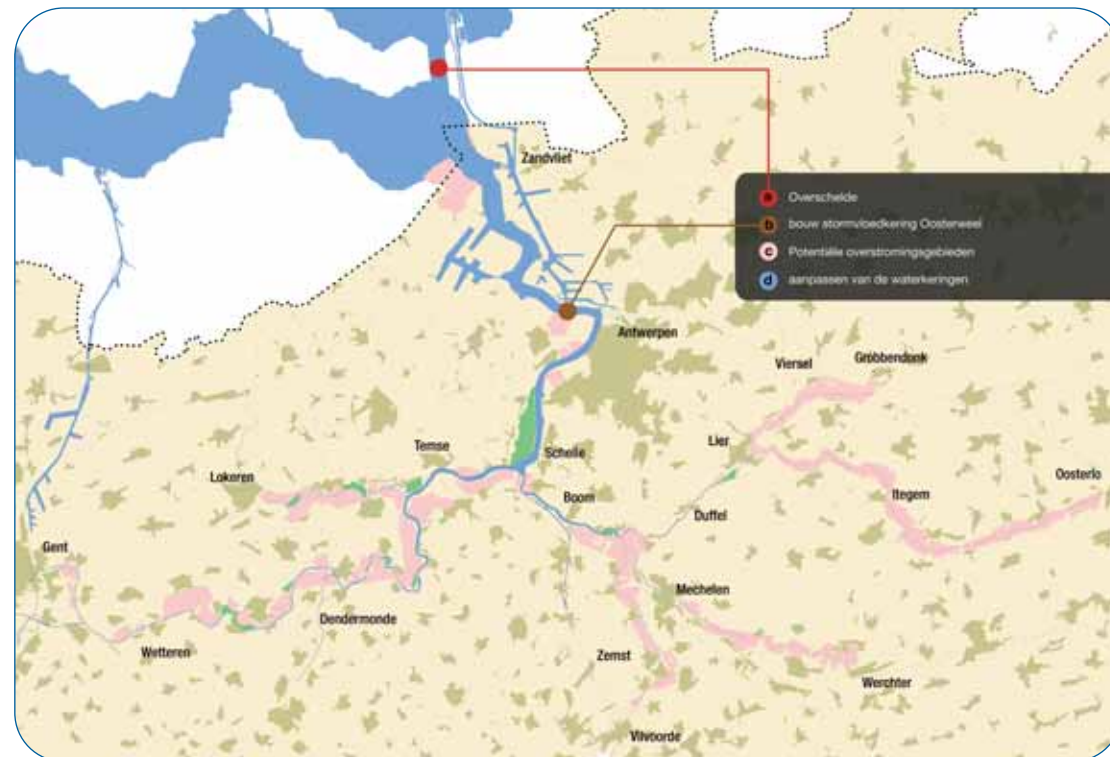 Zandvliet
a Overschelde
b bouw stormvloedkering Oosterweel
c Potentiële overstromingsgebieden
d aanpassen van de waterkeringen
Antwerpen
Viersel
Grobbendonk
Lier
Temse
Schelle
Lokeren
Boom
Itegem
Oosterlo
Duffel
Gent
Mechelen
Dendermonde
Wetteren
Zemst
Werchter
Vilvoorde